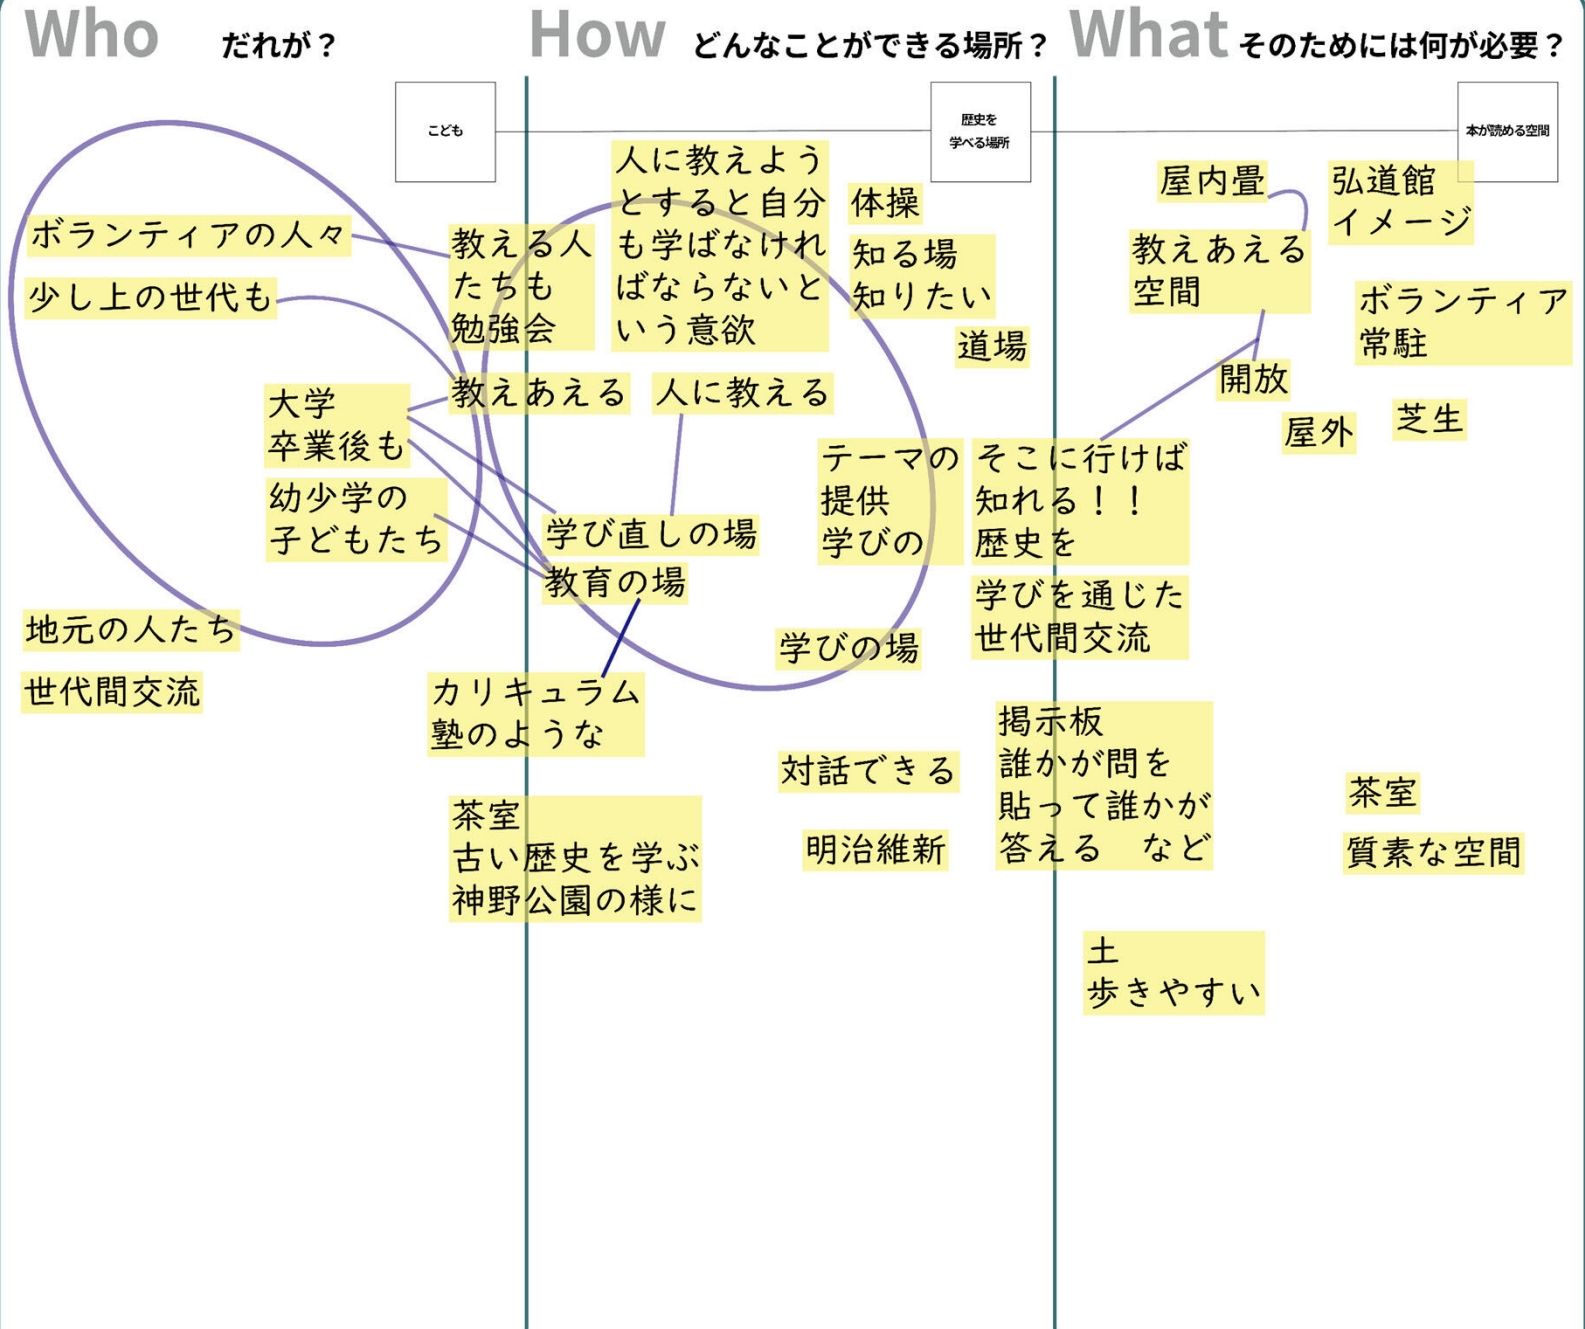 Who だれが？
How どんなことができる場所？
What そのためには何が必要？
こども
歴史を
学べる場所
本が読める空間
ボランティアの人々
少し上の世代も
大学
卒業後も
幼少学の
子どもたち
地元の人たち
世代間交流
教える人
たちも
勉強会
教えあえる
人に教えよう
とすると自分
も学ばなけれ
ばならないと
いう意欲
人に教える
体操
知る場
知りたい
道場
学び直しの場
教育の場
カリキュラム
塾のような
茶室
古い歴史を学ぶ
神野公園の様に
テーマの
提供
学びの
学びの場
対話できる
明治維新
そこに行けば
知れる！！
歴史を
学びを通じた
世代間交流
掲示板
誰かが問を
貼って誰かが
答える　など
屋内畳
教えあえる
空間
開放
弘道館
イメージ
ボランティア
常駐
屋外
芝生
茶室
質素な空間
土
歩きやすい